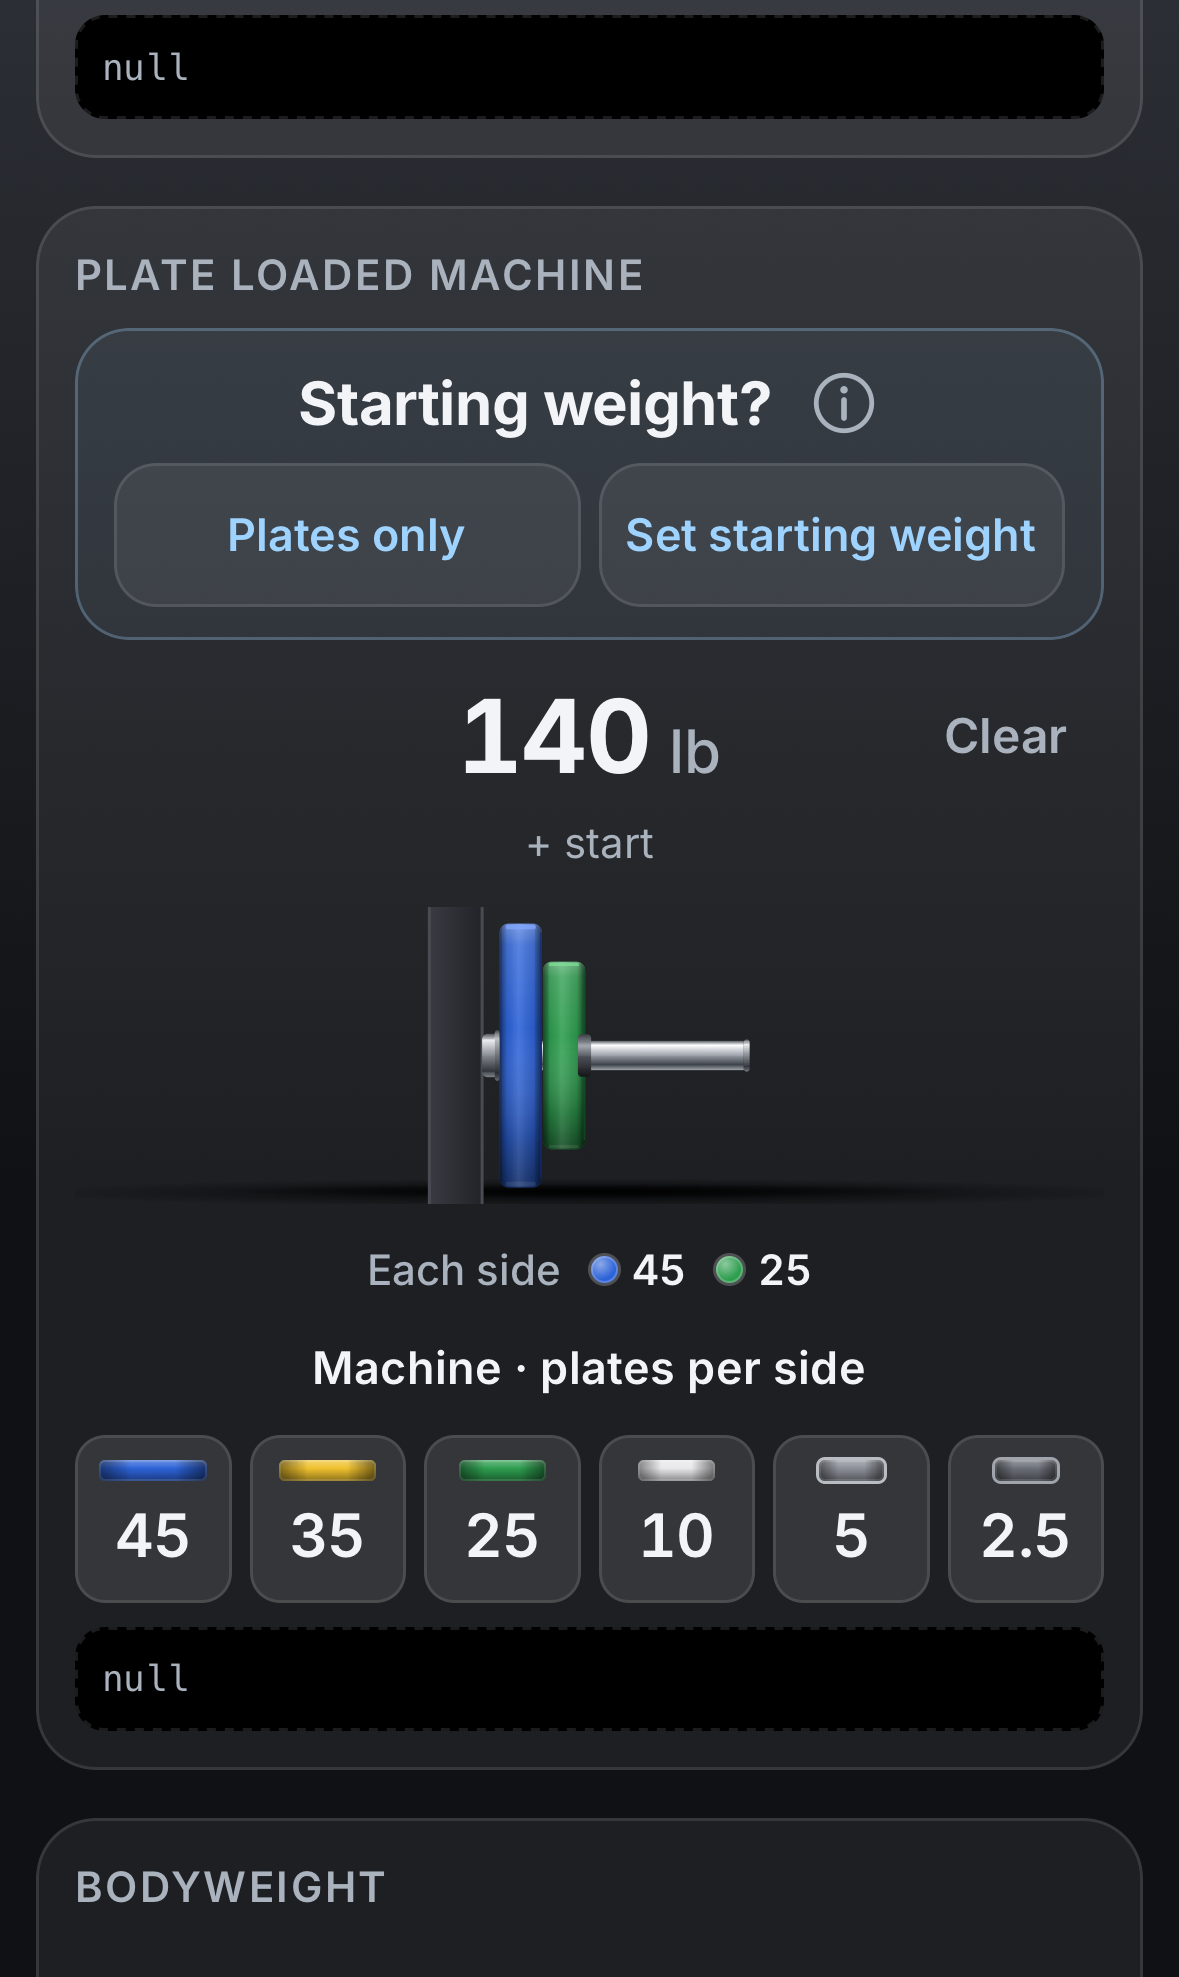 null
PLATE LOADED MACHINE
Starting weight?
Plates only
Set starting weight
140 lb
Clear
+ start
Each side 45 25
Machine · plates per side
45 35 25 10 5 2.5
null
BODYWEIGHT